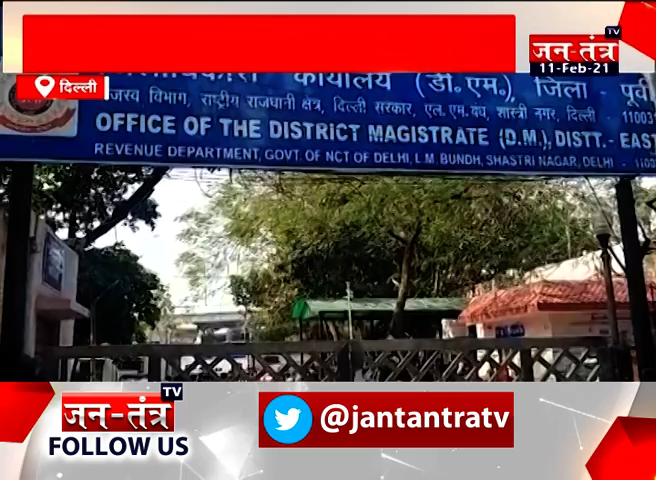 TV
जन-तंत्र
11-Feb-21
दिल्ली
कार्यालय (डी.एम.), जिला - पूर्वी
राजस्व विभाग, राष्ट्रीय राजधानी क्षेत्र, दिल्ली सरकार, एल.एम.बंध, शास्त्री नगर, दिल्ली -
OFFICE OF THE DISTRICT MAGISTRATE (D.M.), DISTT.- EAST
REVENUE DEPARTMENT, GOVT. OF NCT OF DELHI, L.M. BUNDH, SHASTRI NAGAR, DELHI -
TV
जन-तंत्र
FOLLOW US
@jantantratv